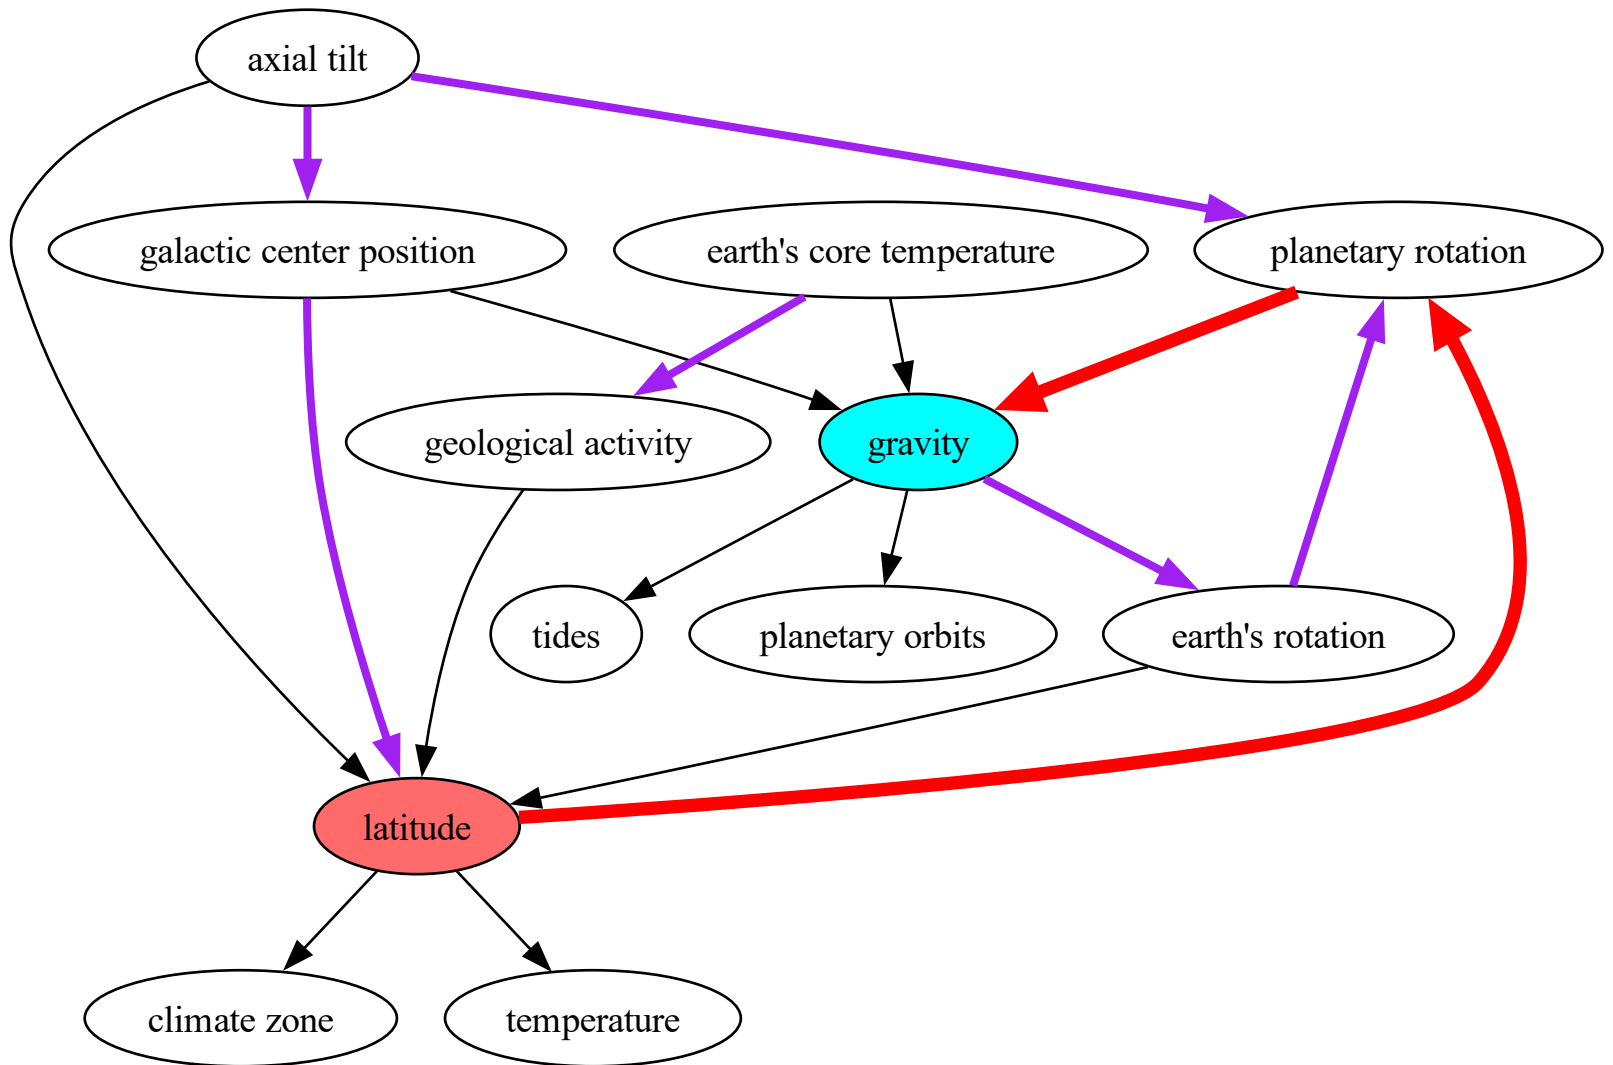 axial tilt
galactic center position
earth's core temperature
planetary rotation
geological activity
gravity
tides
planetary orbits
earth's rotation
latitude
climate zone
temperature